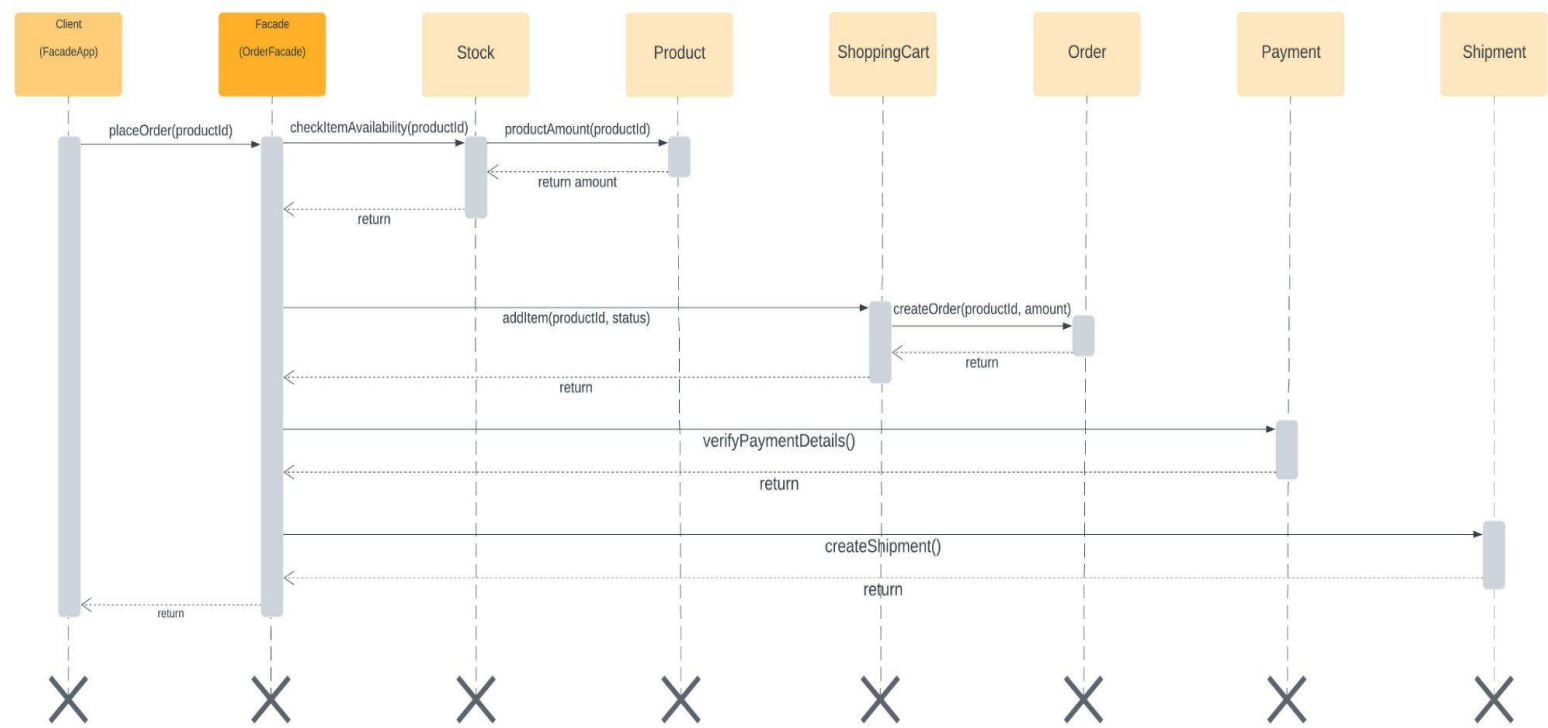 Client
(FacadeApp)
Facade
(OrderFacade)
Stock
Product
ShoppingCart
Order
Payment
Shipment
placeOrder(productId)
checkItemAvailability(productId)
productAmount(productId)
return amount
return
addItem(productId, status)
createOrder(productId, amount)
return
return
verifyPaymentDetails()
return
createShipment()
return
return